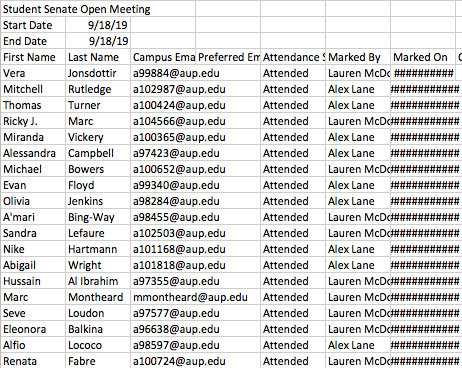 Student Senate Open Meeting
Start Date 9/18/19
End Date 9/18/19
First Name Last Name Campus Ema Preferred Em Attendance S Marked By Marked On
Vera Jonsdottir a99884@aup.edu Attended Lauren McDo ##########
Mitchell Rutledge a102987@aup.edu Attended Alex Lane ###########
Thomas Turner a100424@aup.edu Attended Alex Lane ###########
Ricky J. Marc a104566@aup.edu Attended Lauren McDo ###########
Miranda Vickery a100365@aup.edu Attended Alex Lane ###########
Alessandra Campbell a97423@aup.edu Attended Alex Lane ###########
Michael Bowers a100652@aup.edu Attended Lauren McDo ###########
Evan Floyd a99340@aup.edu Attended Alex Lane ###########
Olivia Jenkins a98284@aup.edu Attended Alex Lane ###########
A'mari Bing-Way a98455@aup.edu Attended Lauren McDo ###########
Sandra Lefaure a102503@aup.edu Attended Lauren McDo ###########
Nike Hartmann a101168@aup.edu Attended Alex Lane ###########
Abigail Wright a101818@aup.edu Attended Alex Lane ###########
Hussain Al Ibrahim a97355@aup.edu Attended Lauren McDo ###########
Marc Montheard mmontheard@aup.edu Attended Lauren McDo ###########
Seve Loudon a97577@aup.edu Attended Lauren McDo ###########
Eleonora Balkina a96638@aup.edu Attended Lauren McDo ###########
Alfio Lococo a98597@aup.edu Attended Alex Lane ###########
Renata Fabre a100724@aup.edu Attended Lauren McDo ###########